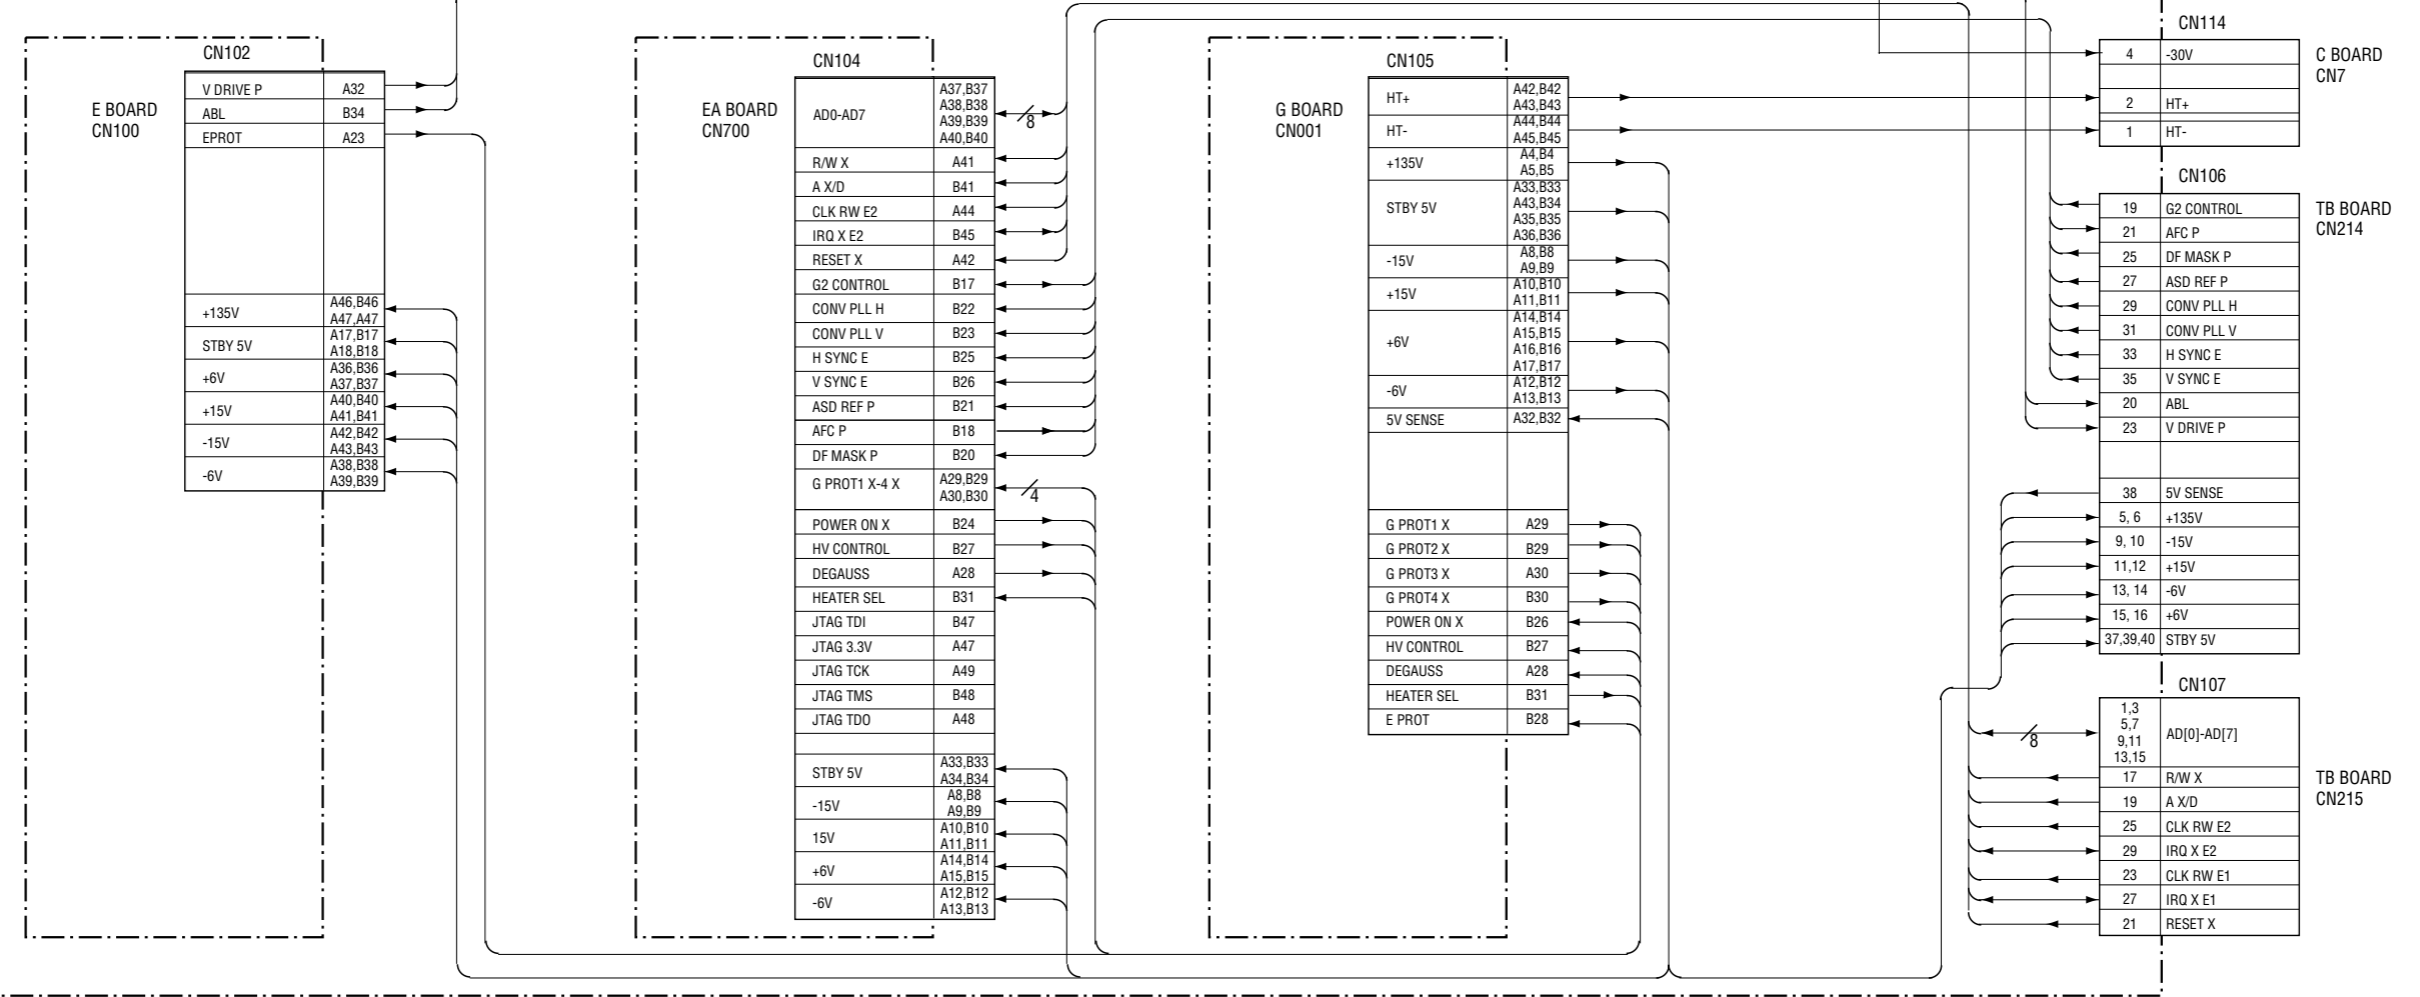 CN102
E BOARD
CN100
V DRIVE P A32
ABL B34
EPROT A23
+135V A46,B46
A47,A47
STBY 5V A17,B17
A18,B18
+6V A36,B36
A37,B37
+15V A40,B40
A41,B41
-15V A42,B42
A43,B43
-6V A38,B38
A39,B39
CN104
EA BOARD
CN700
AD0-AD7 A37,B37
A38,B38
A39,B39
A40,B40
8
R/W X A41
A X/D B41
CLK RW E2 A44
IRQ X E2 B45
RESET X A42
G2 CONTROL B17
CONV PLL H B22
CONV PLL V B23
H SYNC E B25
V SYNC E B26
ASD REF P B21
AFC P B18
DF MASK P B20
G PROT1 X-4 X A29,B29
A30,B30
4
POWER ON X B24
HV CONTROL B27
DEGAUSS A28
HEATER SEL B31
JTAG TDI B47
JTAG 3.3V A47
JTAG TCK A49
JTAG TMS B48
JTAG TDO A48
STBY 5V A33,B33
A34,B34
-15V A8,B8
A9,B9
15V A10,B10
A11,B11
+6V A14,B14
A15,B15
-6V A12,B12
A13,B13
CN105
G BOARD
CN001
HT+ A42,B42
A43,B43
HT- A44,B44
A45,B45
+135V A4,B4
A5,B5
STBY 5V A33,B33
A43,B34
A35,B35
A36,B36
-15V A8,B8
A9,B9
+15V A10,B10
A11,B11
+6V A14,B14
A15,B15
A16,B16
A17,B17
-6V A12,B12
A13,B13
5V SENSE A32,B32
G PROT1 X A29
G PROT2 X B29
G PROT3 X A30
G PROT4 X B30
POWER ON X B26
HV CONTROL B27
DEGAUSS A28
HEATER SEL B31
E PROT B28
CN114
C BOARD
CN7
4 -30V
2 HT+
1 HT-
CN106
TB BOARD
CN214
19 G2 CONTROL
21 AFC P
25 DF MASK P
27 ASD REF P
29 CONV PLL H
31 CONV PLL V
33 H SYNC E
35 V SYNC E
20 ABL
23 V DRIVE P
38 5V SENSE
5, 6 +135V
9, 10 -15V
11,12 +15V
13, 14 -6V
15, 16 +6V
37,39,40 STBY 5V
CN107
TB BOARD
CN215
8
1,3
5,7
9,11
13,15
AD[0]-AD[7]
17 R/W X
19 A X/D
25 CLK RW E2
29 IRQ X E2
23 CLK RW E1
27 IRQ X E1
21 RESET X